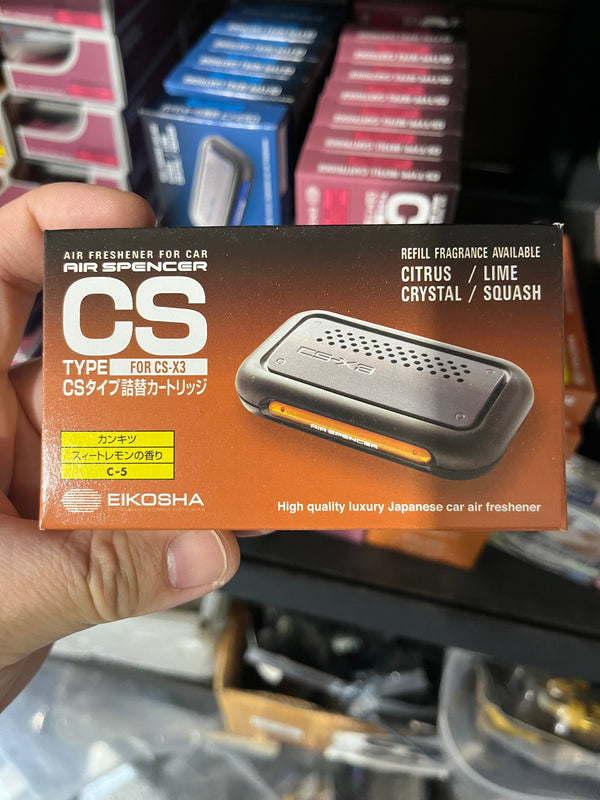 AIR FRESHENER FOR CAR
AIR SPENCER
CS
TYPE FOR CS-X3
CSタイプ詰替カートリッジ
カンキツ
スィートレモンの香り
C-5
EIKOSHA
REFILL FRAGRANCE AVAILABLE
CITRUS / LIME
CRYSTAL / SQUASH
CS-X3
AIR SPENCER
High quality luxury Japanese car air freshener
CS